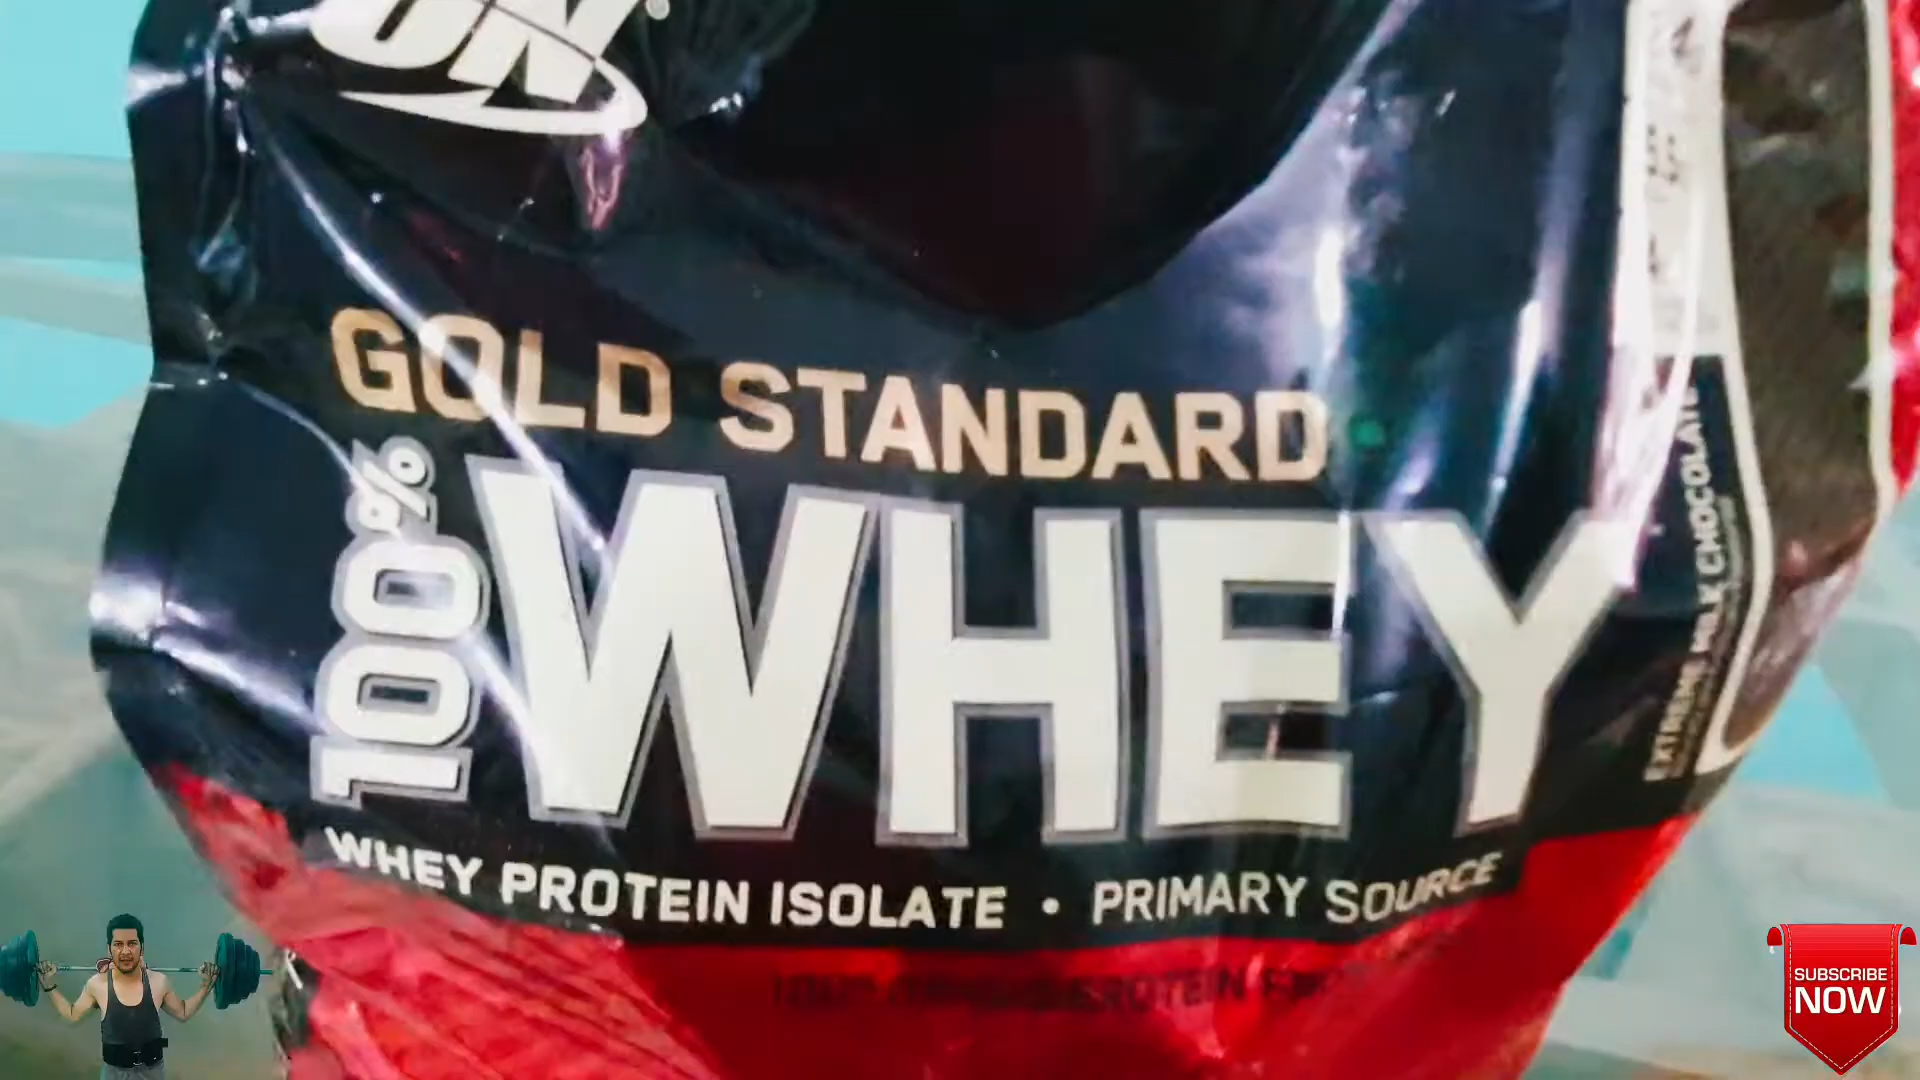 ON
GOLD STANDARD
100%
WHEY
WHEY PROTEIN ISOLATE • PRIMARY SOURCE
EXTREME MILK CHOCOLATE
SUBSCRIBE
NOW